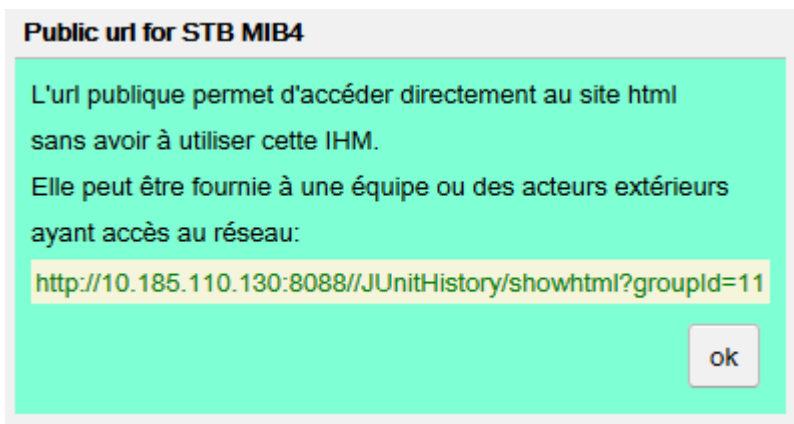 Public url for STB MIB4
L'url publique permet d'accéder directement au site html
sans avoir à utiliser cette IHM.
Elle peut être fournie à une équipe ou des acteurs extérieurs
ayant accès au réseau:
http://10.185.110.130:8088//JUnitHistory/showhtml?groupId=11
ok